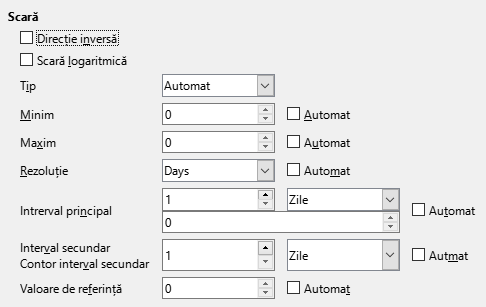 Scară
Direcție inversă
Scară logaritmică
Tip Automat
Minim 0 Automat
Maxim 0 Automat
Rezoluție Days Automat
1 Zile
Intrerval principal Automat
0
Interval secundar
1 Zile Autmat
Contor interval secundar
Valoare de referință 0 Automat